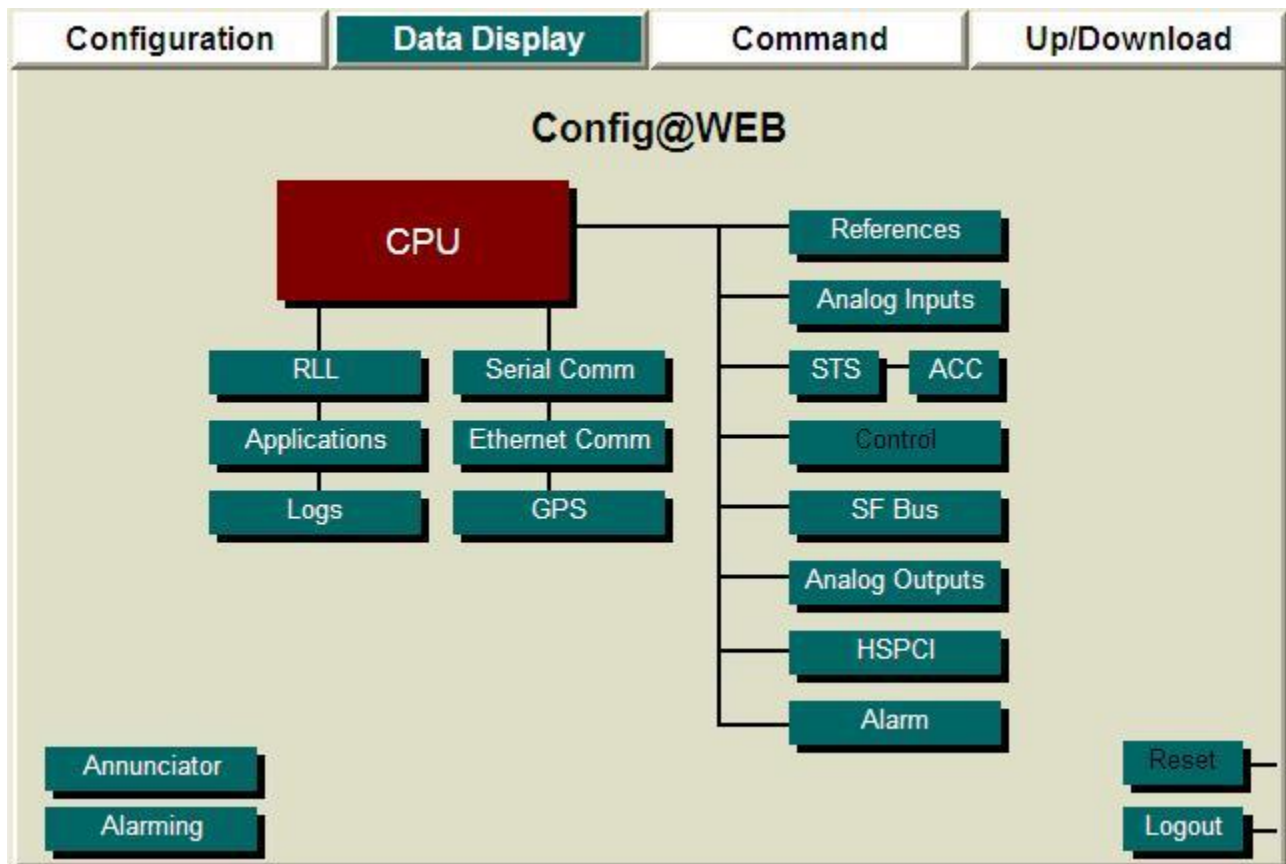 Configuration
Data Display
Command
Up/Download
Config@WEB
CPU
RLL
Applications
Logs
Serial Comm
Ethernet Comm
GPS
References
Analog Inputs
STS
ACC
Control
SF Bus
Analog Outputs
HSPCI
Alarm
Annunciator
Alarming
Reset
Logout